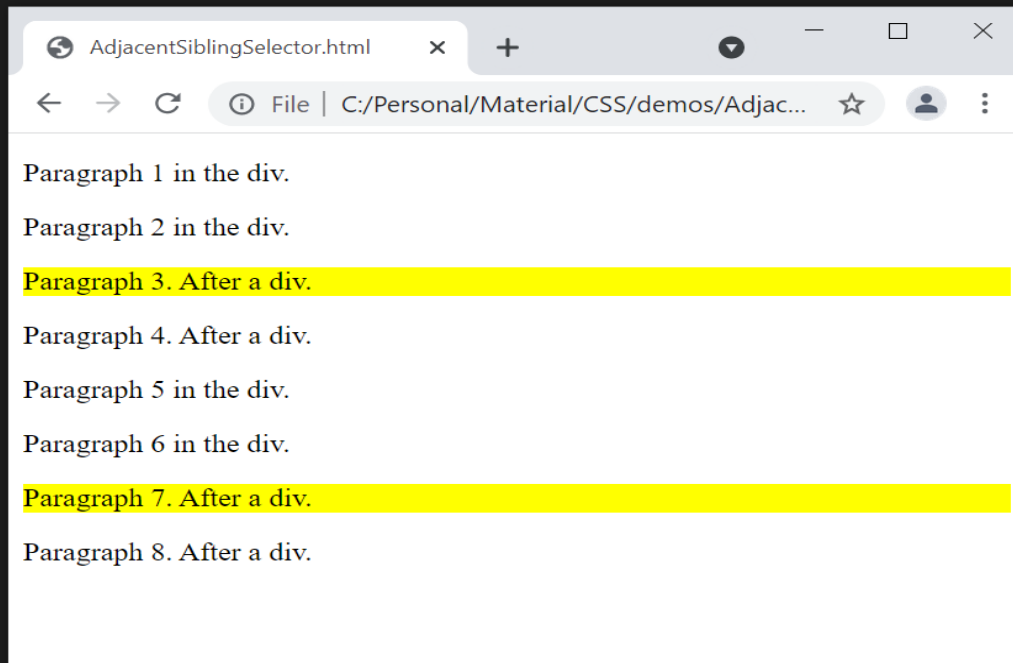 AdjacentSiblingSelector.html
File | C:/Personal/Material/CSS/demos/Adjac...
Paragraph 1 in the div.
Paragraph 2 in the div.
Paragraph 3. After a div.
Paragraph 4. After a div.
Paragraph 5 in the div.
Paragraph 6 in the div.
Paragraph 7. After a div.
Paragraph 8. After a div.